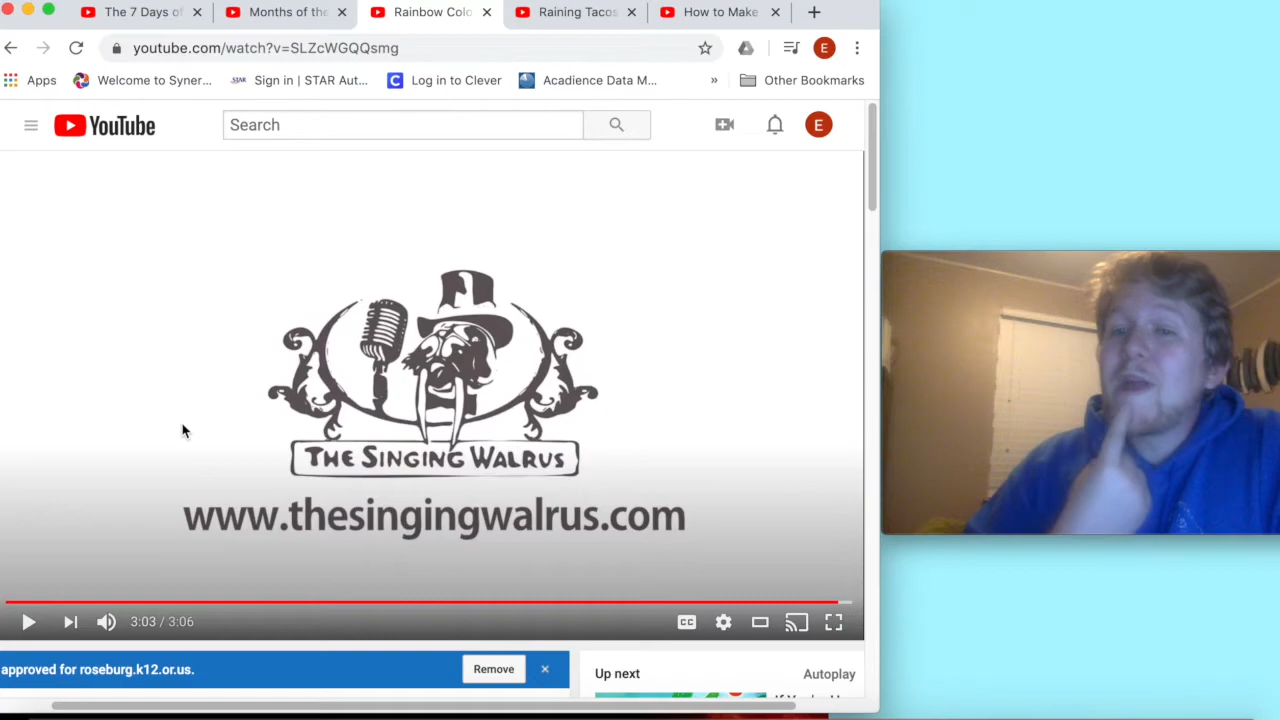 The 7 Days of
Months of the
Rainbow Colo
Raining Tacos
How to Make
youtube.com/watch?v=SLZcWGQQsmg
E
Apps
Welcome to Syner...
STAR
Sign in | STAR Aut...
Log in to Clever
Acadience Data M...
»
Other Bookmarks
YouTube
Search
E
THE SINGING WALRUS
www.thesingingwalrus.com
3:03 / 3:06
CC
approved for roseburg.k12.or.us.
Remove
Up next
Autoplay